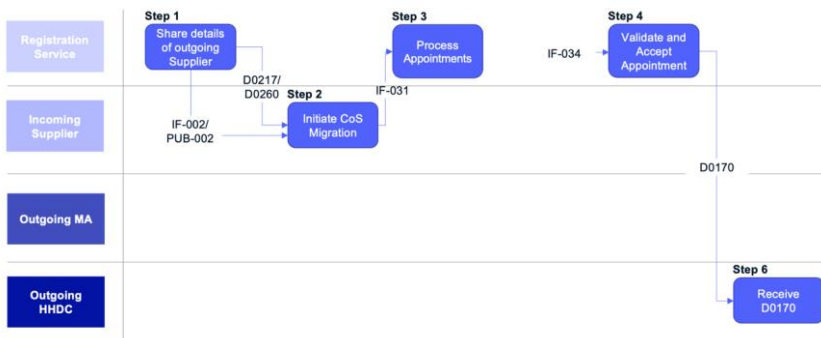 Step 1
Step 3
Step 4
Registration
Service
Share details
of outgoing
Supplier
Process
Appointments
IF-034
Validate and
Accept
Appointment
D0217/
D0260
Step 2
IF-031
Incoming
Supplier
IF-002/
PUB-002
Initiate CoS
Migration
D0170
Outgoing MA
Step 6
Outgoing
HHDC
Receive
D0170